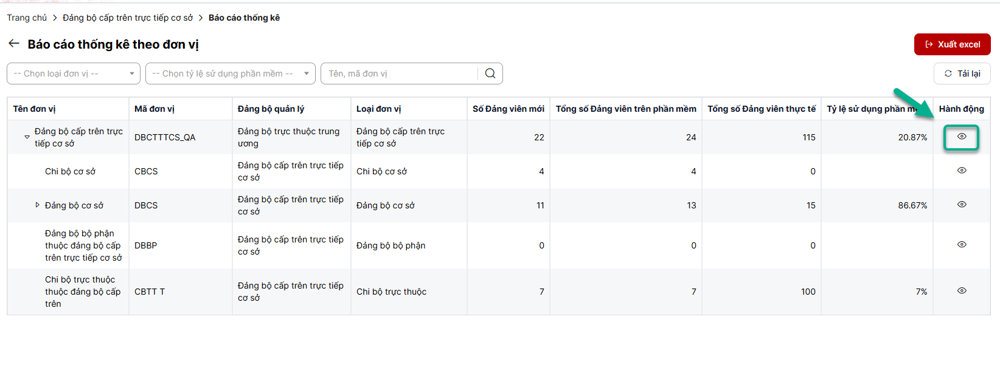 Trang chủ > Đảng bộ cấp trên trực tiếp cơ sở > Báo cáo thống kê
Báo cáo thống kê theo đơn vị
Xuất excel
-- Chọn loại đơn vị --
-- Chọn tỷ lệ sử dụng phần mềm --
Tên, mã đơn vị
Tải lại
Tên đơn vị
Mã đơn vị
Đảng bộ quản lý
Loại đơn vị
Số Đảng viên mới
Tổng số Đảng viên trên phần mềm
Tổng số Đảng viên thực tế
Tỷ lệ sử dụng phần
Hành động
Đảng bộ cấp trên trực
tiếp cơ sở
DBCTTTCS_QA
Đảng bộ trực thuộc trung
ương
Đảng bộ cấp trên trực
tiếp cơ sở
22
24
115
20.87%
Chi bộ cơ sở
CBCS
Đảng bộ cấp trên trực tiếp
cơ sở
Chi bộ cơ sở
4
4
0
Đảng bộ cơ sở
DBCS
Đảng bộ cấp trên trực tiếp
cơ sở
Đảng bộ cơ sở
11
13
15
86.67%
Đảng bộ bộ phận
thuộc đảng bộ cấp
trên trực tiếp cơ sở
DBBP
Đảng bộ cấp trên trực tiếp
cơ sở
Đảng bộ bộ phận
0
0
0
Chi bộ trực thuộc
thuộc đảng bộ cấp
trên
CBTT T
Đảng bộ cấp trên trực tiếp
cơ sở
Chi bộ trực thuộc
7
7
100
7%